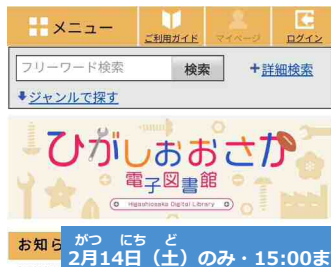 メニュー
ご利用ガイド
マイページ
ログイン
フリーワード検索
検索
+詳細検索
ジャンルで探す
ひがしおおさか
電子図書館
Higashiosaka Digital Library
お知ら
がつ にち ど
2月14日（土）のみ・15:00ま